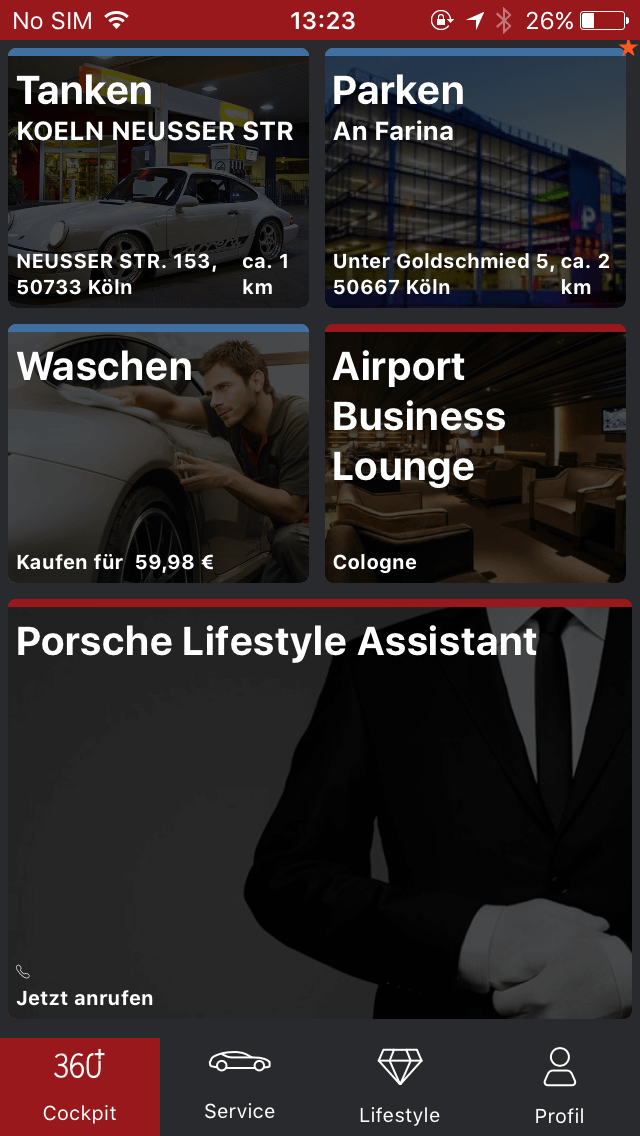 No SIM 13:23 26%
Tanken
KOELN NEUSSER STR
NEUSSER STR. 153, ca. 1
50733 Köln km
Parken
An Farina
P
Unter Goldschmied 5, ca. 2
50667 Köln km
Waschen
Kaufen für 59,98 €
Airport
Business
Lounge
Cologne
Porsche Lifestyle Assistant
Jetzt anrufen
360+
Cockpit
Service
Lifestyle
Profil